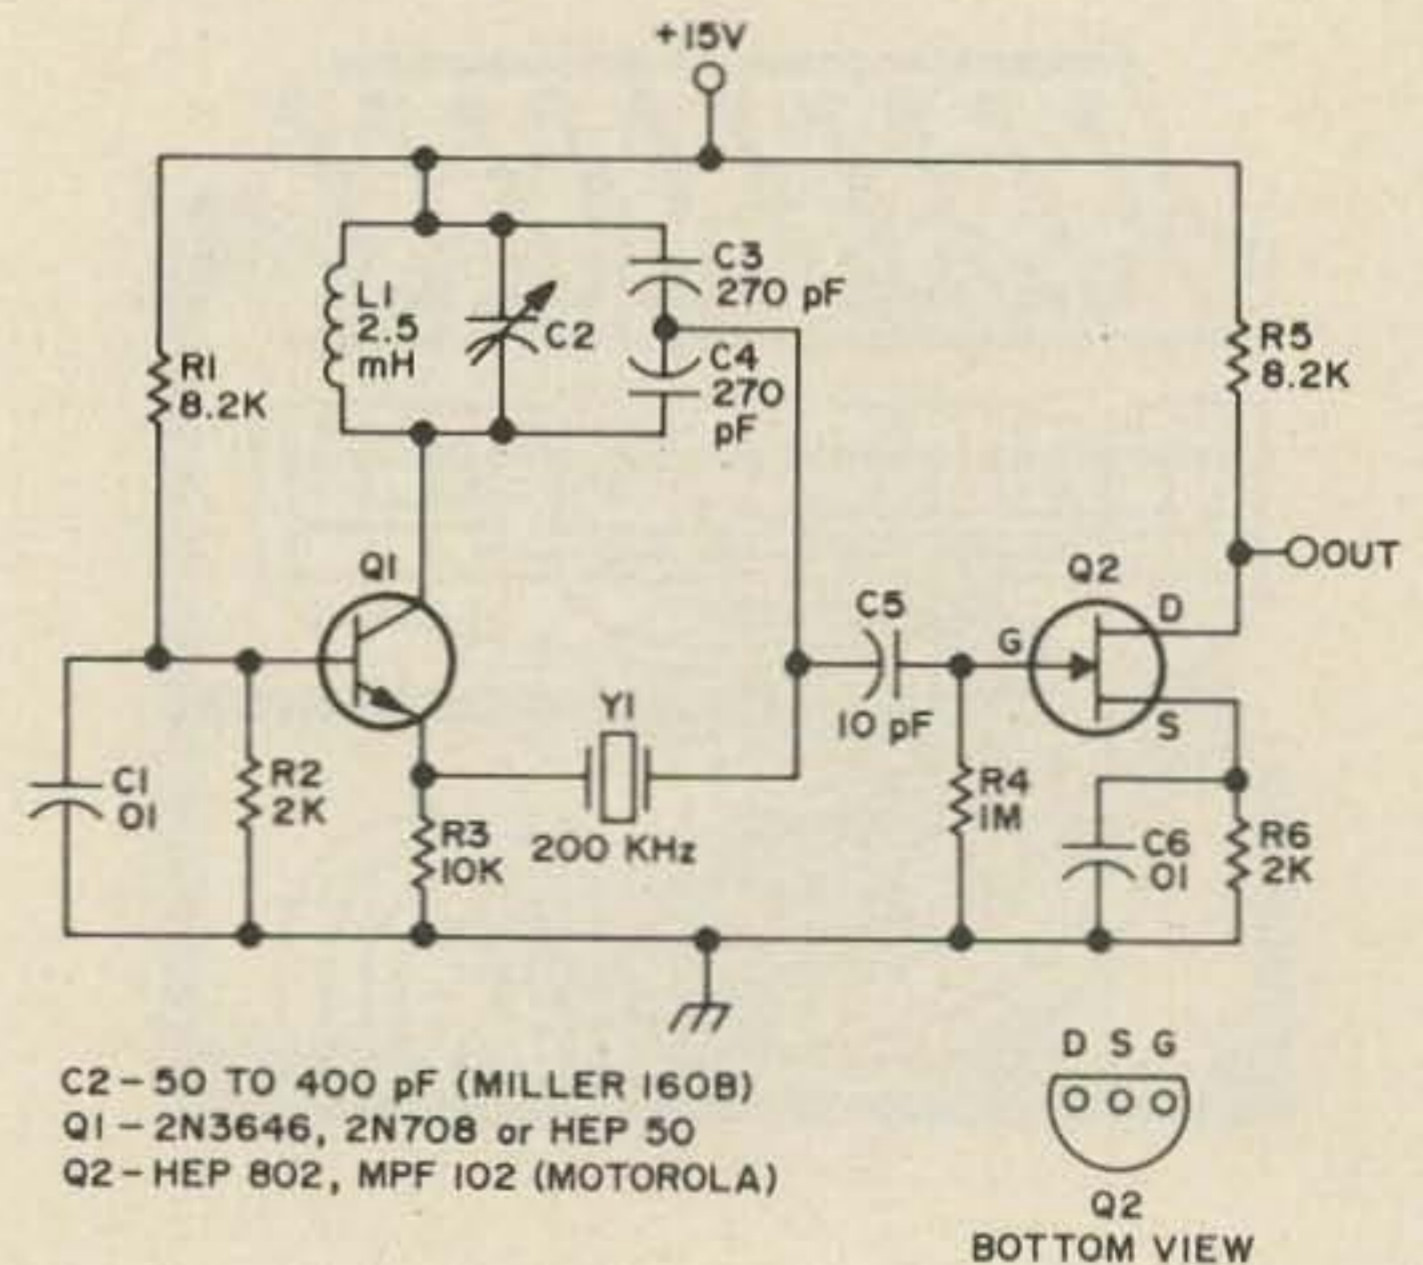 +15V
C3
270 pF
L1
2.5
mH
C2
C4
270
pF
R1
8.2K
R5
8.2K
Q1
OUT
Q2
D
C5
G
S
10 pF
Y1
C1
01
R2
2K
R3
10K
200 KHz
R4
1M
C6
01
R6
2K
D S G
C2-50 TO 400 pF (MILLER 160B)
Q1-2N3646, 2N708 or HEP 50
Q2-HEP 802, MPF 102 (MOTOROLA)
Q2
BOTTOM VIEW